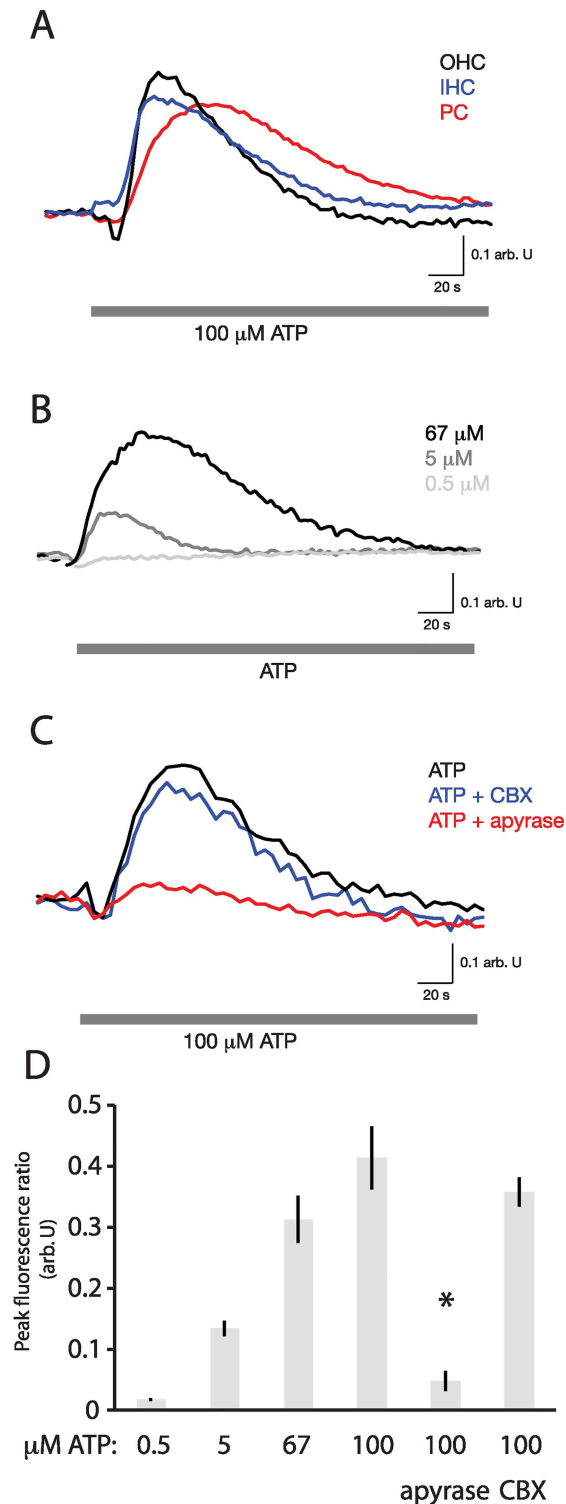 A
OHC
IHC
PC
0.1 arb. U
20 s
100 μM ATP
B
67 μM
5 μM
0.5 μM
0.1 arb. U
20 s
ATP
C
ATP
ATP + CBX
ATP + apyrase
0.1 arb. U
20 s
100 μM ATP
D
Peak fluorescence ratio
(arb. U)
0.5
0.4
0.3
0.2
0.1
0
*
μM ATP: 0.5 5 67 100 100 100
apyrase CBX